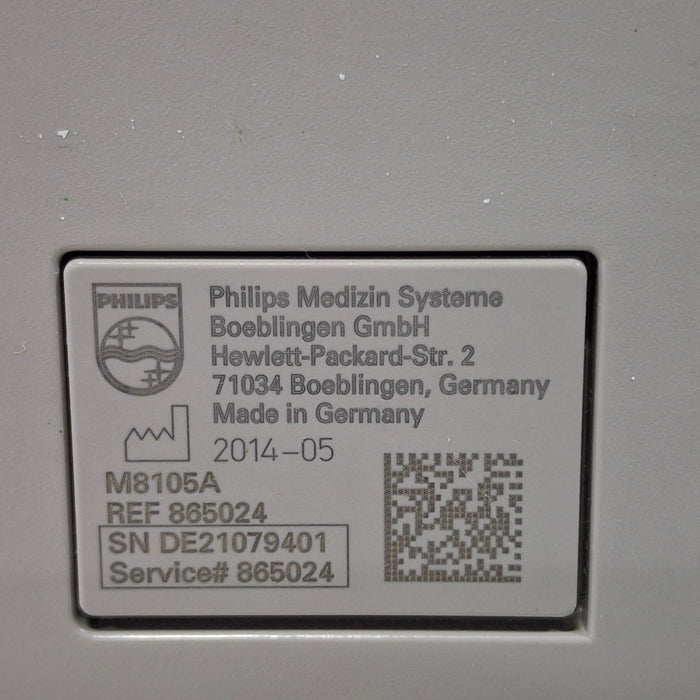 PHILIPS
Philips Medizin Systeme
Boeblingen GmbH
Hewlett-Packard-Str. 2
71034 Boeblingen, Germany
Made in Germany
2014-05
M8105A
REF 865024
SN DE21079401
Service# 865024